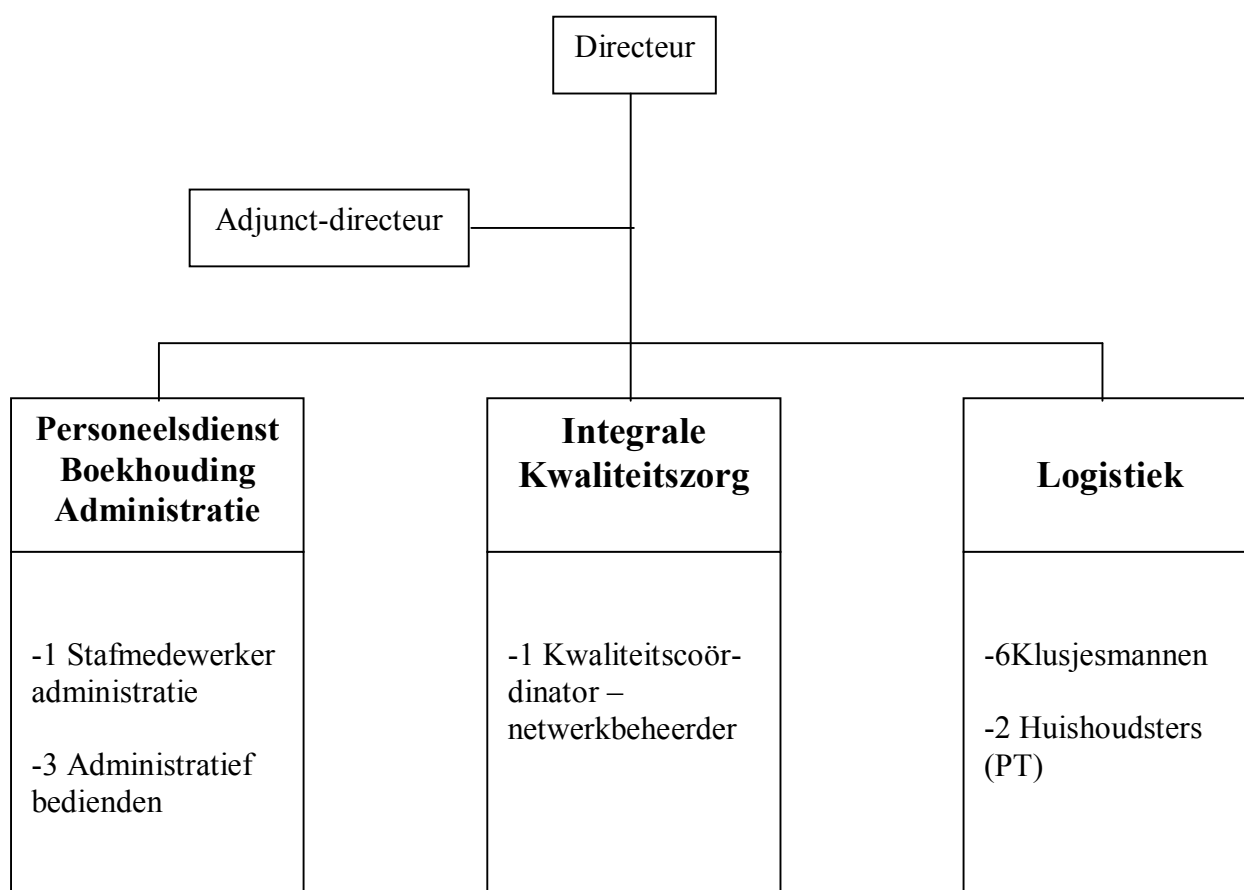 Directeur
Adjunct-directeur
Personeelsdienst
Boekhouding
Administratie
-1 Stafmedewerker
administratie
-3 Administratief
bedienden
Integrale
Kwaliteitszorg
-1 Kwaliteitscoör-
dinator –
netwerkbeheerder
Logistiek
-6Klusjesmannen
-2 Huishoudsters
(PT)